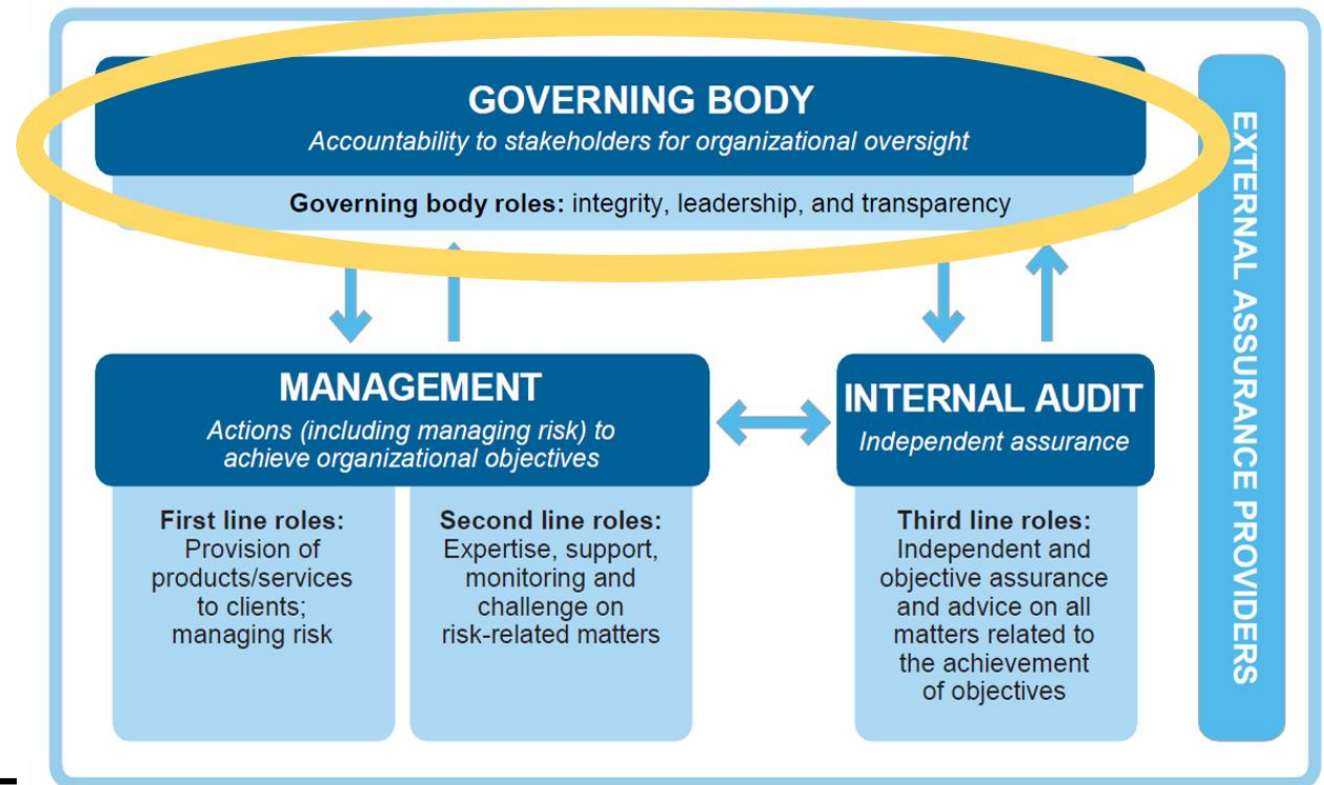 GOVERNING BODY
Accountability to stakeholders for organizational oversight
Governing body roles: integrity, leadership, and transparency
MANAGEMENT
Actions (including managing risk) to
achieve organizational objectives
First line roles:
Provision of
products/services
to clients;
managing risk
Second line roles:
Expertise, support,
monitoring and
challenge on
risk-related matters
INTERNAL AUDIT
Independent assurance
Third line roles:
Independent and
objective assurance
and advice on all
matters related to
the achievement
of objectives
EXTERNAL ASSURANCE PROVIDERS